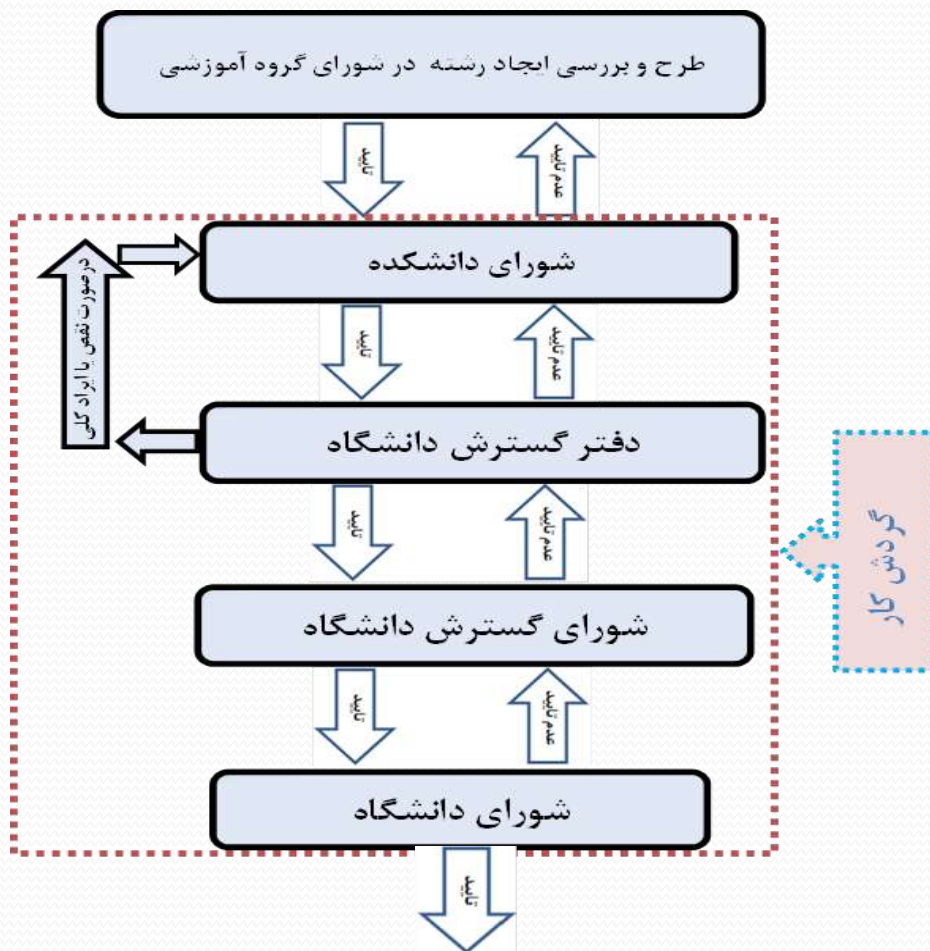 طرح و بررسی ایجاد رشته در شورای گروه آموزشی
عدم تایید
تایید
شورای دانشکده
عدم تایید
تایید
درصورت نقص یا ایراد کلی
دفتر گسترش دانشگاه
گردش کار
عدم تایید
تایید
شورای گسترش دانشگاه
عدم تایید
تایید
شورای دانشگاه
تایید